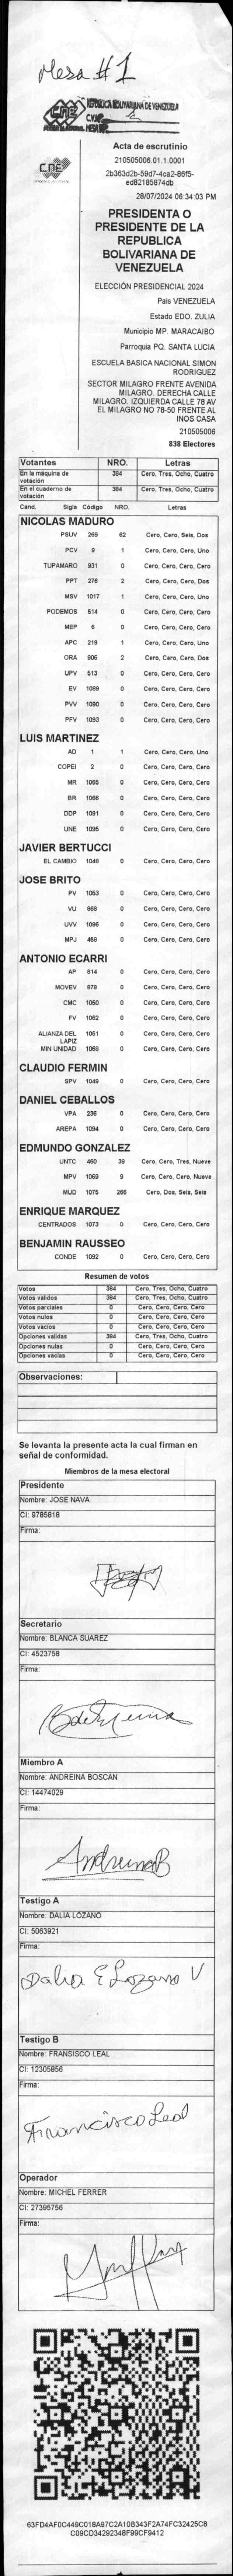 Mesa #1
CNE
REPÚBLICA BOLIVARIANA DE VENEZUELA
MESA 1
CNE
Acta de escrutinio
210505006.01.1.0001
2b363d2b-59d7-4ca2-86f5-
ed82185874db
28/07/2024 06:34:03 PM
PRESIDENTA O
PRESIDENTE DE LA
REPUBLICA
BOLIVARIANA DE
VENEZUELA
ELECCIÓN PRESIDENCIAL 2024
Pais VENEZUELA
Estado EDO. ZULIA
Municipio MP. MARACAIBO
Parroquia PQ. SANTA LUCIA
ESCUELA BASICA NACIONAL SIMON
RODRIGUEZ
SECTOR MILAGRO FRENTE AVENIDA
MILAGRO. DERECHA CALLE
MILAGRO. IZQUIERDA CALLE 78 AV
EL MILAGRO NO 78-50 FRENTE AL
INOS CASA
210505006
838 Electores
Votantes NRO. Letras
En la máquina de votación 384 Cero, Tres, Ocho, Cuatro
En el cuaderno de votación 384 Cero, Tres, Ocho, Cuatro
Cand. Sigla Código NRO. Letras
NICOLAS MADURO
PSUV 269 62 Cero, Cero, Seis, Dos
PCV 9 1 Cero, Cero, Cero, Uno
TUPAMARO 931 0 Cero, Cero, Cero, Cero
PPT 276 2 Cero, Cero, Cero, Dos
MSV 1017 1 Cero, Cero, Cero, Uno
PODEMOS 514 0 Cero, Cero, Cero, Cero
MEP 6 0 Cero, Cero, Cero, Cero
APC 219 1 Cero, Cero, Cero, Uno
ORA 906 2 Cero, Cero, Cero, Dos
UPV 513 0 Cero, Cero, Cero, Cero
EV 1089 0 Cero, Cero, Cero, Cero
PVV 1090 0 Cero, Cero, Cero, Cero
PFV 1093 0 Cero, Cero, Cero, Cero
LUIS MARTINEZ
AD 1 1 Cero, Cero, Cero, Uno
COPEI 2 0 Cero, Cero, Cero, Cero
MR 1065 0 Cero, Cero, Cero, Cero
BR 1066 0 Cero, Cero, Cero, Cero
DDP 1091 0 Cero, Cero, Cero, Cero
UNE 1095 0 Cero, Cero, Cero, Cero
JAVIER BERTUCCI
EL CAMBIO 1048 0 Cero, Cero, Cero, Cero
JOSE BRITO
PV 1053 0 Cero, Cero, Cero, Cero
VU 868 0 Cero, Cero, Cero, Cero
UVV 1096 0 Cero, Cero, Cero, Cero
MPJ 459 0 Cero, Cero, Cero, Cero
ANTONIO ECARRI
AP 814 0 Cero, Cero, Cero, Cero
MOVEV 978 0 Cero, Cero, Cero, Cero
CMC 1050 0 Cero, Cero, Cero, Cero
FV 1062 0 Cero, Cero, Cero, Cero
ALIANZA DEL LAPIZ 1051 0 Cero, Cero, Cero, Cero
MIN UNIDAD 1068 0 Cero, Cero, Cero, Cero
CLAUDIO FERMIN
SPV 1049 0 Cero, Cero, Cero, Cero
DANIEL CEBALLOS
VPA 236 0 Cero, Cero, Cero, Cero
AREPA 1094 0 Cero, Cero, Cero, Cero
EDMUNDO GONZALEZ
UNTC 460 39 Cero, Cero, Tres, Nueve
MPV 1069 9 Cero, Cero, Cero, Nueve
MUD 1075 266 Cero, Dos, Seis, Seis
ENRIQUE MARQUEZ
CENTRADOS 1073 0 Cero, Cero, Cero, Cero
BENJAMIN RAUSSEO
CONDE 1092 0 Cero, Cero, Cero, Cero
Resumen de votos
Votos 384 Cero, Tres, Ocho, Cuatro
Votos validos 384 Cero, Tres, Ocho, Cuatro
Votos parciales 0 Cero, Cero, Cero, Cero
Votos nulos 0 Cero, Cero, Cero, Cero
Votos vacios 0 Cero, Cero, Cero, Cero
Opciones validas 384 Cero, Tres, Ocho, Cuatro
Opciones nulas 0 Cero, Cero, Cero, Cero
Opciones vacias 0 Cero, Cero, Cero, Cero
Observaciones:
Se levanta la presente acta la cual firman en
señal de conformidad.
Miembros de la mesa electoral
Presidente
Nombre: JOSE NAVA
CI: 9785818
Firma:
Secretario
Nombre: BLANCA SUAREZ
CI: 4523758
Firma:
Miembro A
Nombre: ANDREINA BOSCAN
CI: 14474029
Firma:
AndreinaB
Testigo A
Nombre: DALIA LOZANO
CI: 5063921
Firma:
Dalia E Lozano V
Testigo B
Nombre: FRANSISCO LEAL
CI: 12305856
Firma:
Francisco Leal
Operador
Nombre: MICHEL FERRER
CI: 27395756
Firma:
63FD4AF0C449C018A97C2A10B343F2A74FC32425C8
C09CD34292348F99CF9412